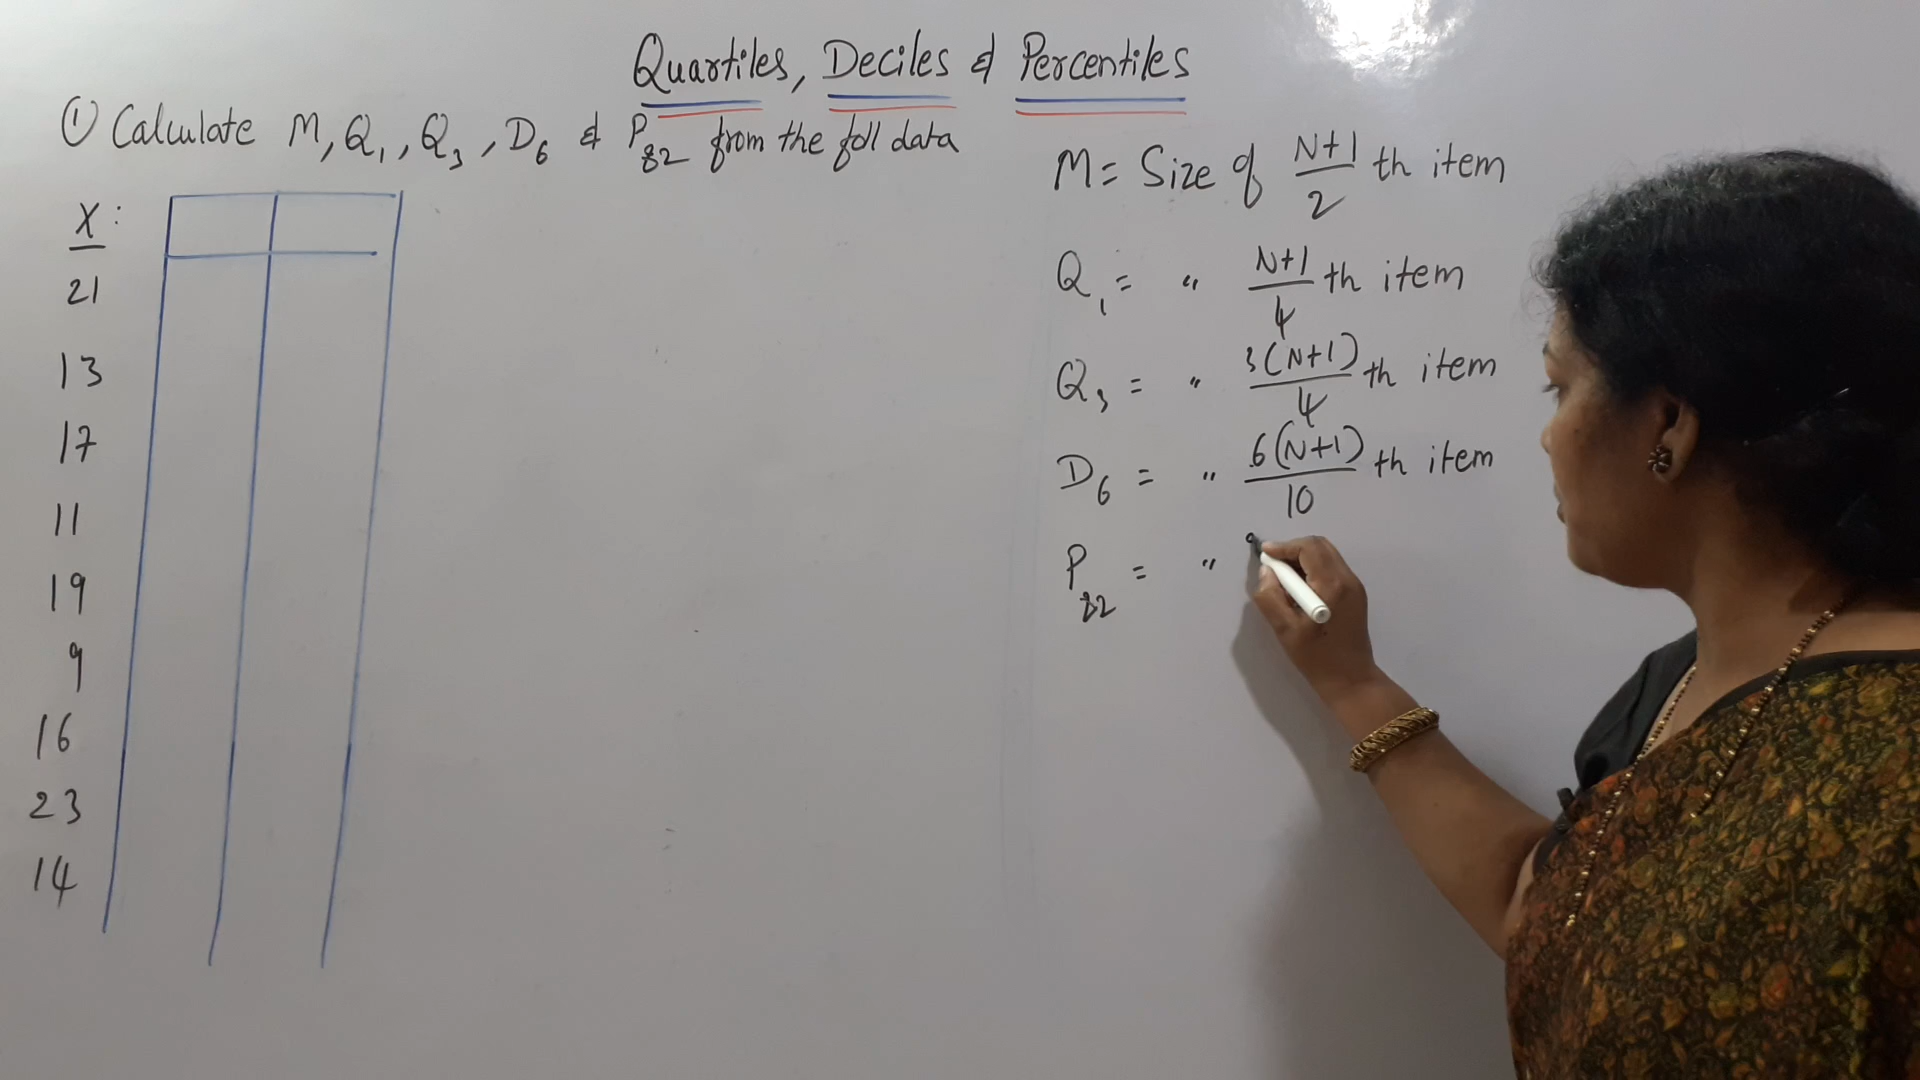 Quartiles, Deciles & Percentiles
① Calculate M, Q₁, Q₃, D₆ & P₈₂ from the foll data
X:
21
13
17
11
19
9
16
23
14
M = Size of (N+1)/2 th item
Q₁ = " (N+1)/4 th item
Q₃ = " 3(N+1)/4 th item
D₆ = " 6(N+1)/10 th item
P₈₂ = "